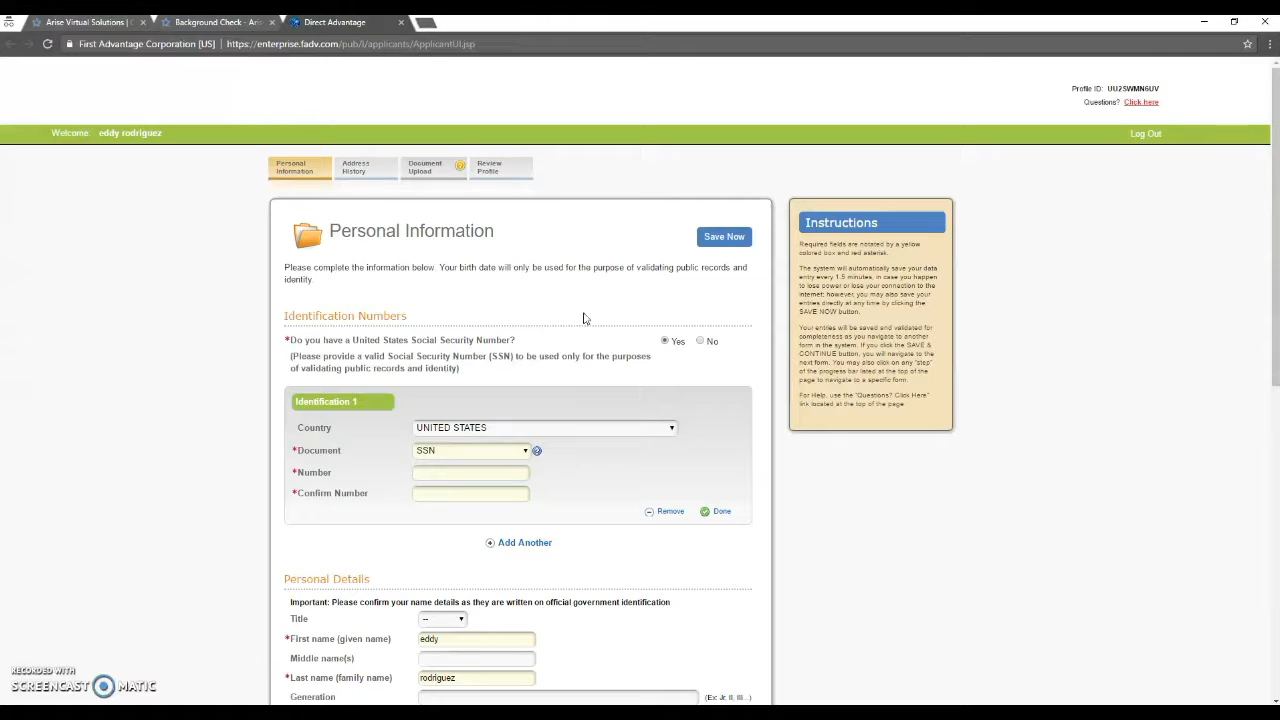 Arise Virtual Solutions | C
Background Check - Aris
Direct Advantage
First Advantage Corporation [US]
https://enterprise.fadv.com/pub/l/applicants/ApplicantUI.jsp
Profile ID: UU2SWMN6UV
Questions? Click here
Welcome: eddy rodriguez
Log Out
Personal
Information
Address
History
Document
Upload
Review
Profile
Personal Information
Save Now
Please complete the information below. Your birth date will only be used for the purpose of validating public records and
identity.
Identification Numbers
*Do you have a United States Social Security Number?
Yes No
(Please provide a valid Social Security Number (SSN) to be used only for the purposes
of validating public records and identity)
Identification 1
Country UNITED STATES
*Document SSN
*Number
*Confirm Number
Remove Done
Add Another
Personal Details
Important: Please confirm your name details as they are written on official government identification
Title --
*First name (given name) eddy
Middle name(s)
*Last name (family name) rodriguez
Generation (Ex: Jr, II, III...)
Instructions
Required fields are notated by a yellow
colored box and red asterisk.
The system will automatically save your data
entry every 1.5 minutes, in case you happen
to lose power or lose your connection to the
internet; however, you may also save your
entries directly at any time by clicking the
SAVE NOW button.
Your entries will be saved and validated for
completeness as you navigate to another
form in the system. If you click the SAVE &
CONTINUE button, you will navigate to the
next form. You may also click on any "step"
of the progress bar listed at the top of the
page to navigate to a specific form.
For Help, use the "Questions? Click Here"
link located at the top of the page.
RECORDED WITH
SCREENCAST MATIC